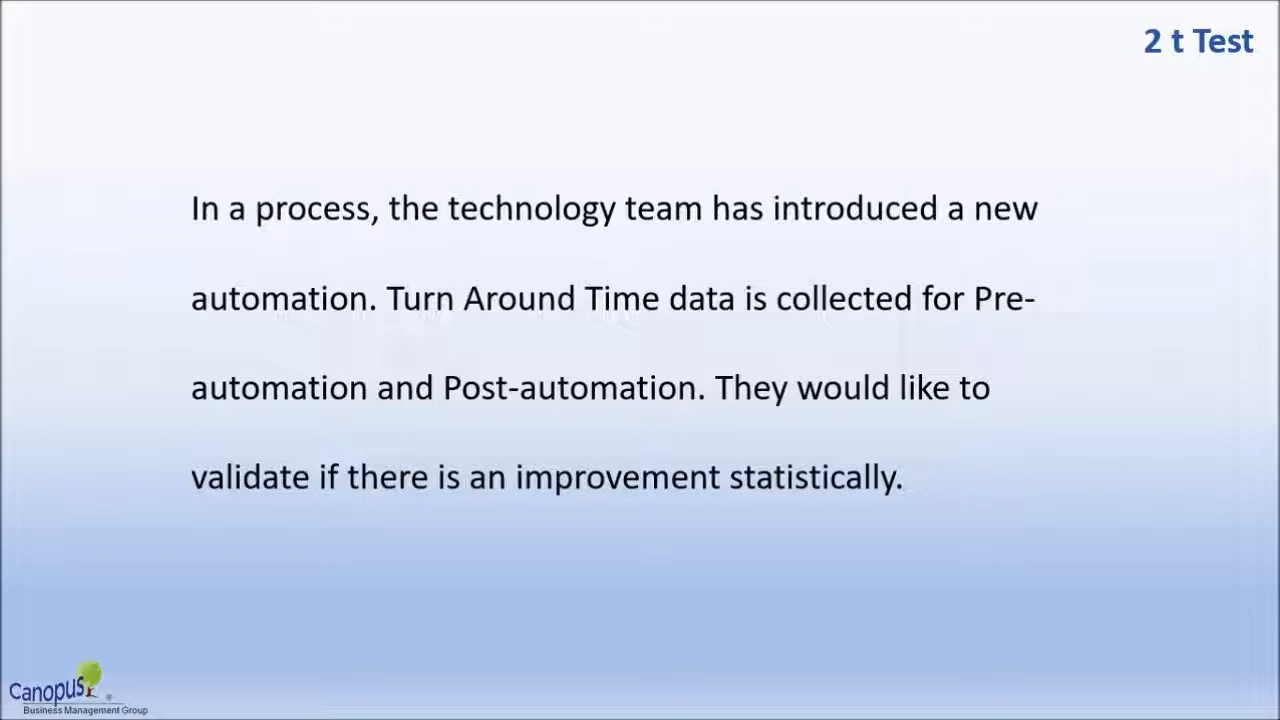 2 t Test
In a process, the technology team has introduced a new
automation. Turn Around Time data is collected for Pre-
automation and Post-automation. They would like to
validate if there is an improvement statistically.
Canopus
Business Management Group